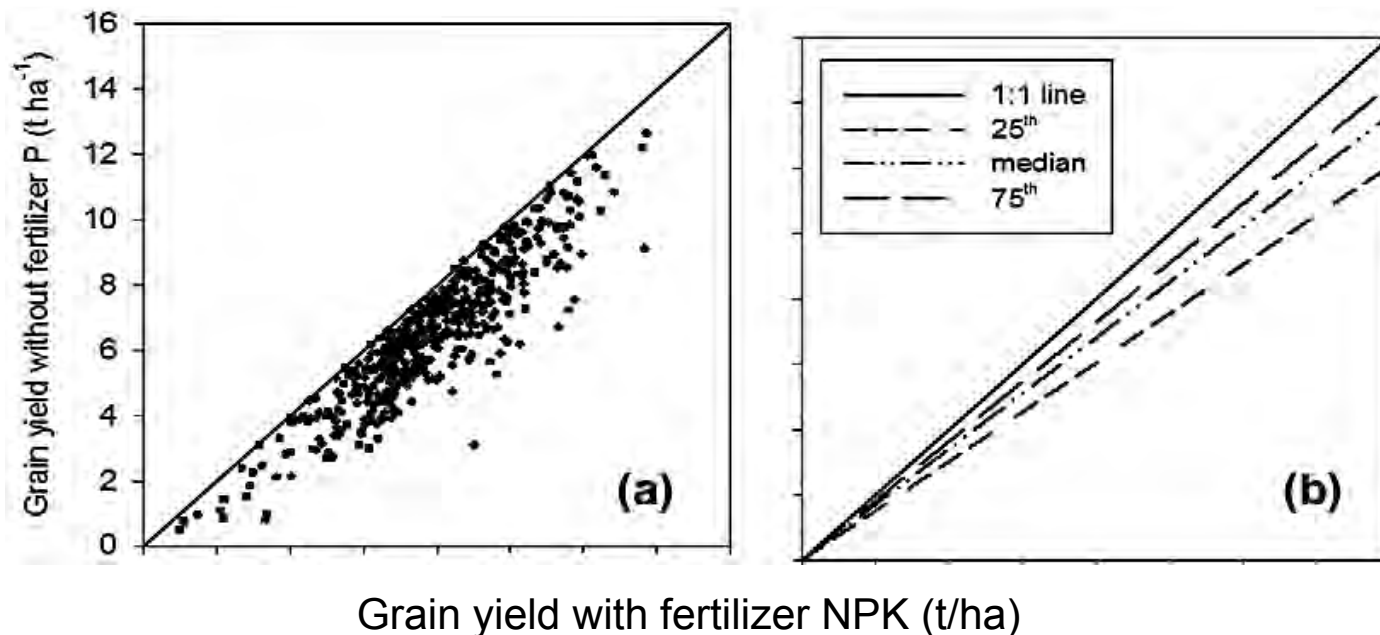 Grain yield without fertilizer P (t ha⁻¹)
16
14
12
10
8
6
4
2
0
(a)
1:1 line
25th
median
75th
(b)
Grain yield with fertilizer NPK (t/ha)